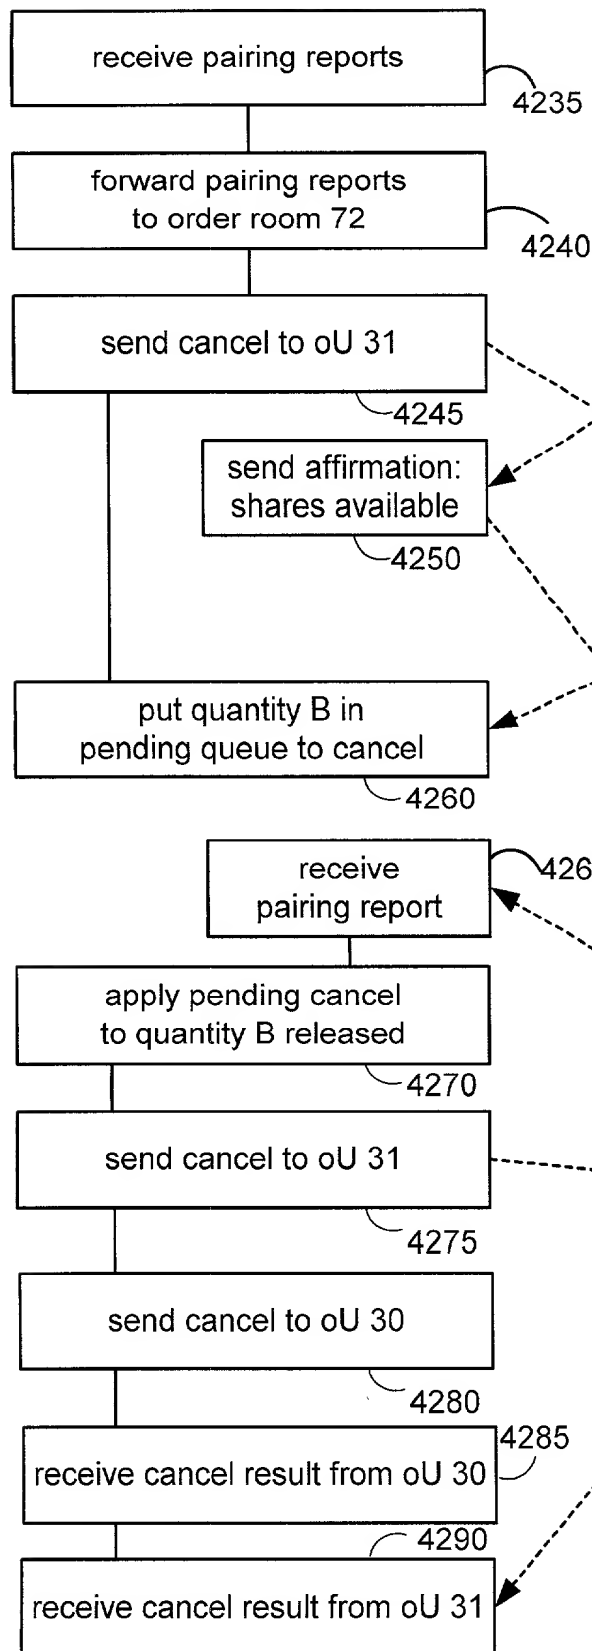 receive pairing reports
4235
forward pairing reports
to order room 72
4240
send cancel to oU 31
4245
send affirmation:
shares available
4250
put quantity B in
pending queue to cancel
4260
receive
pairing report
426
apply pending cancel
to quantity B released
4270
send cancel to oU 31
4275
send cancel to oU 30
4280
4285
receive cancel result from oU 30
4290
receive cancel result from oU 31